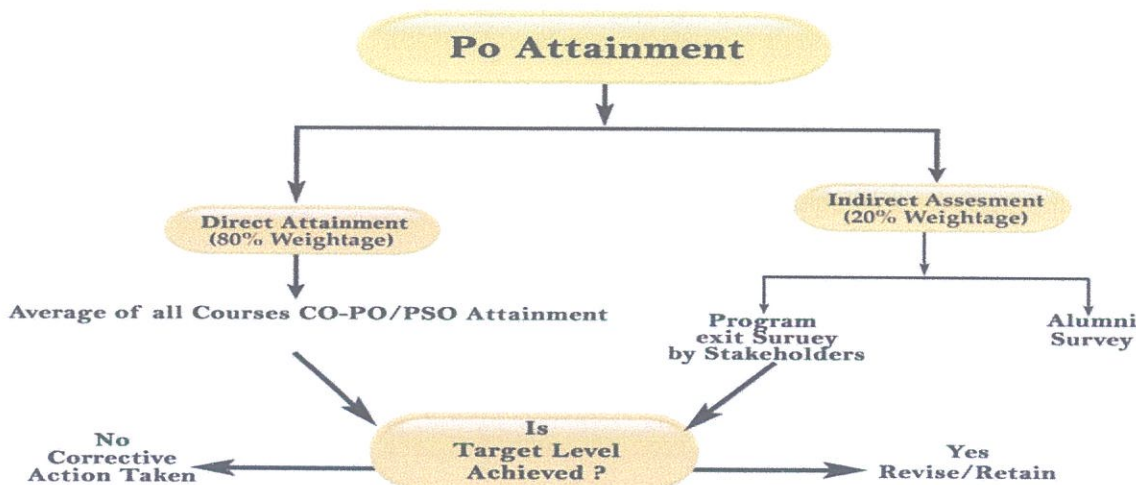 Po Attainment
Direct Attainment
(80% Weightage)
Indirect Assesment
(20% Weightage)
Average of all Courses CO-PO/PSO Attainment
Program
exit Suruey
by Stakeholders
Alumni
Survey
Is
Target Level
Achieved ?
No
Corrective
Action Taken
Yes
Revise/Retain